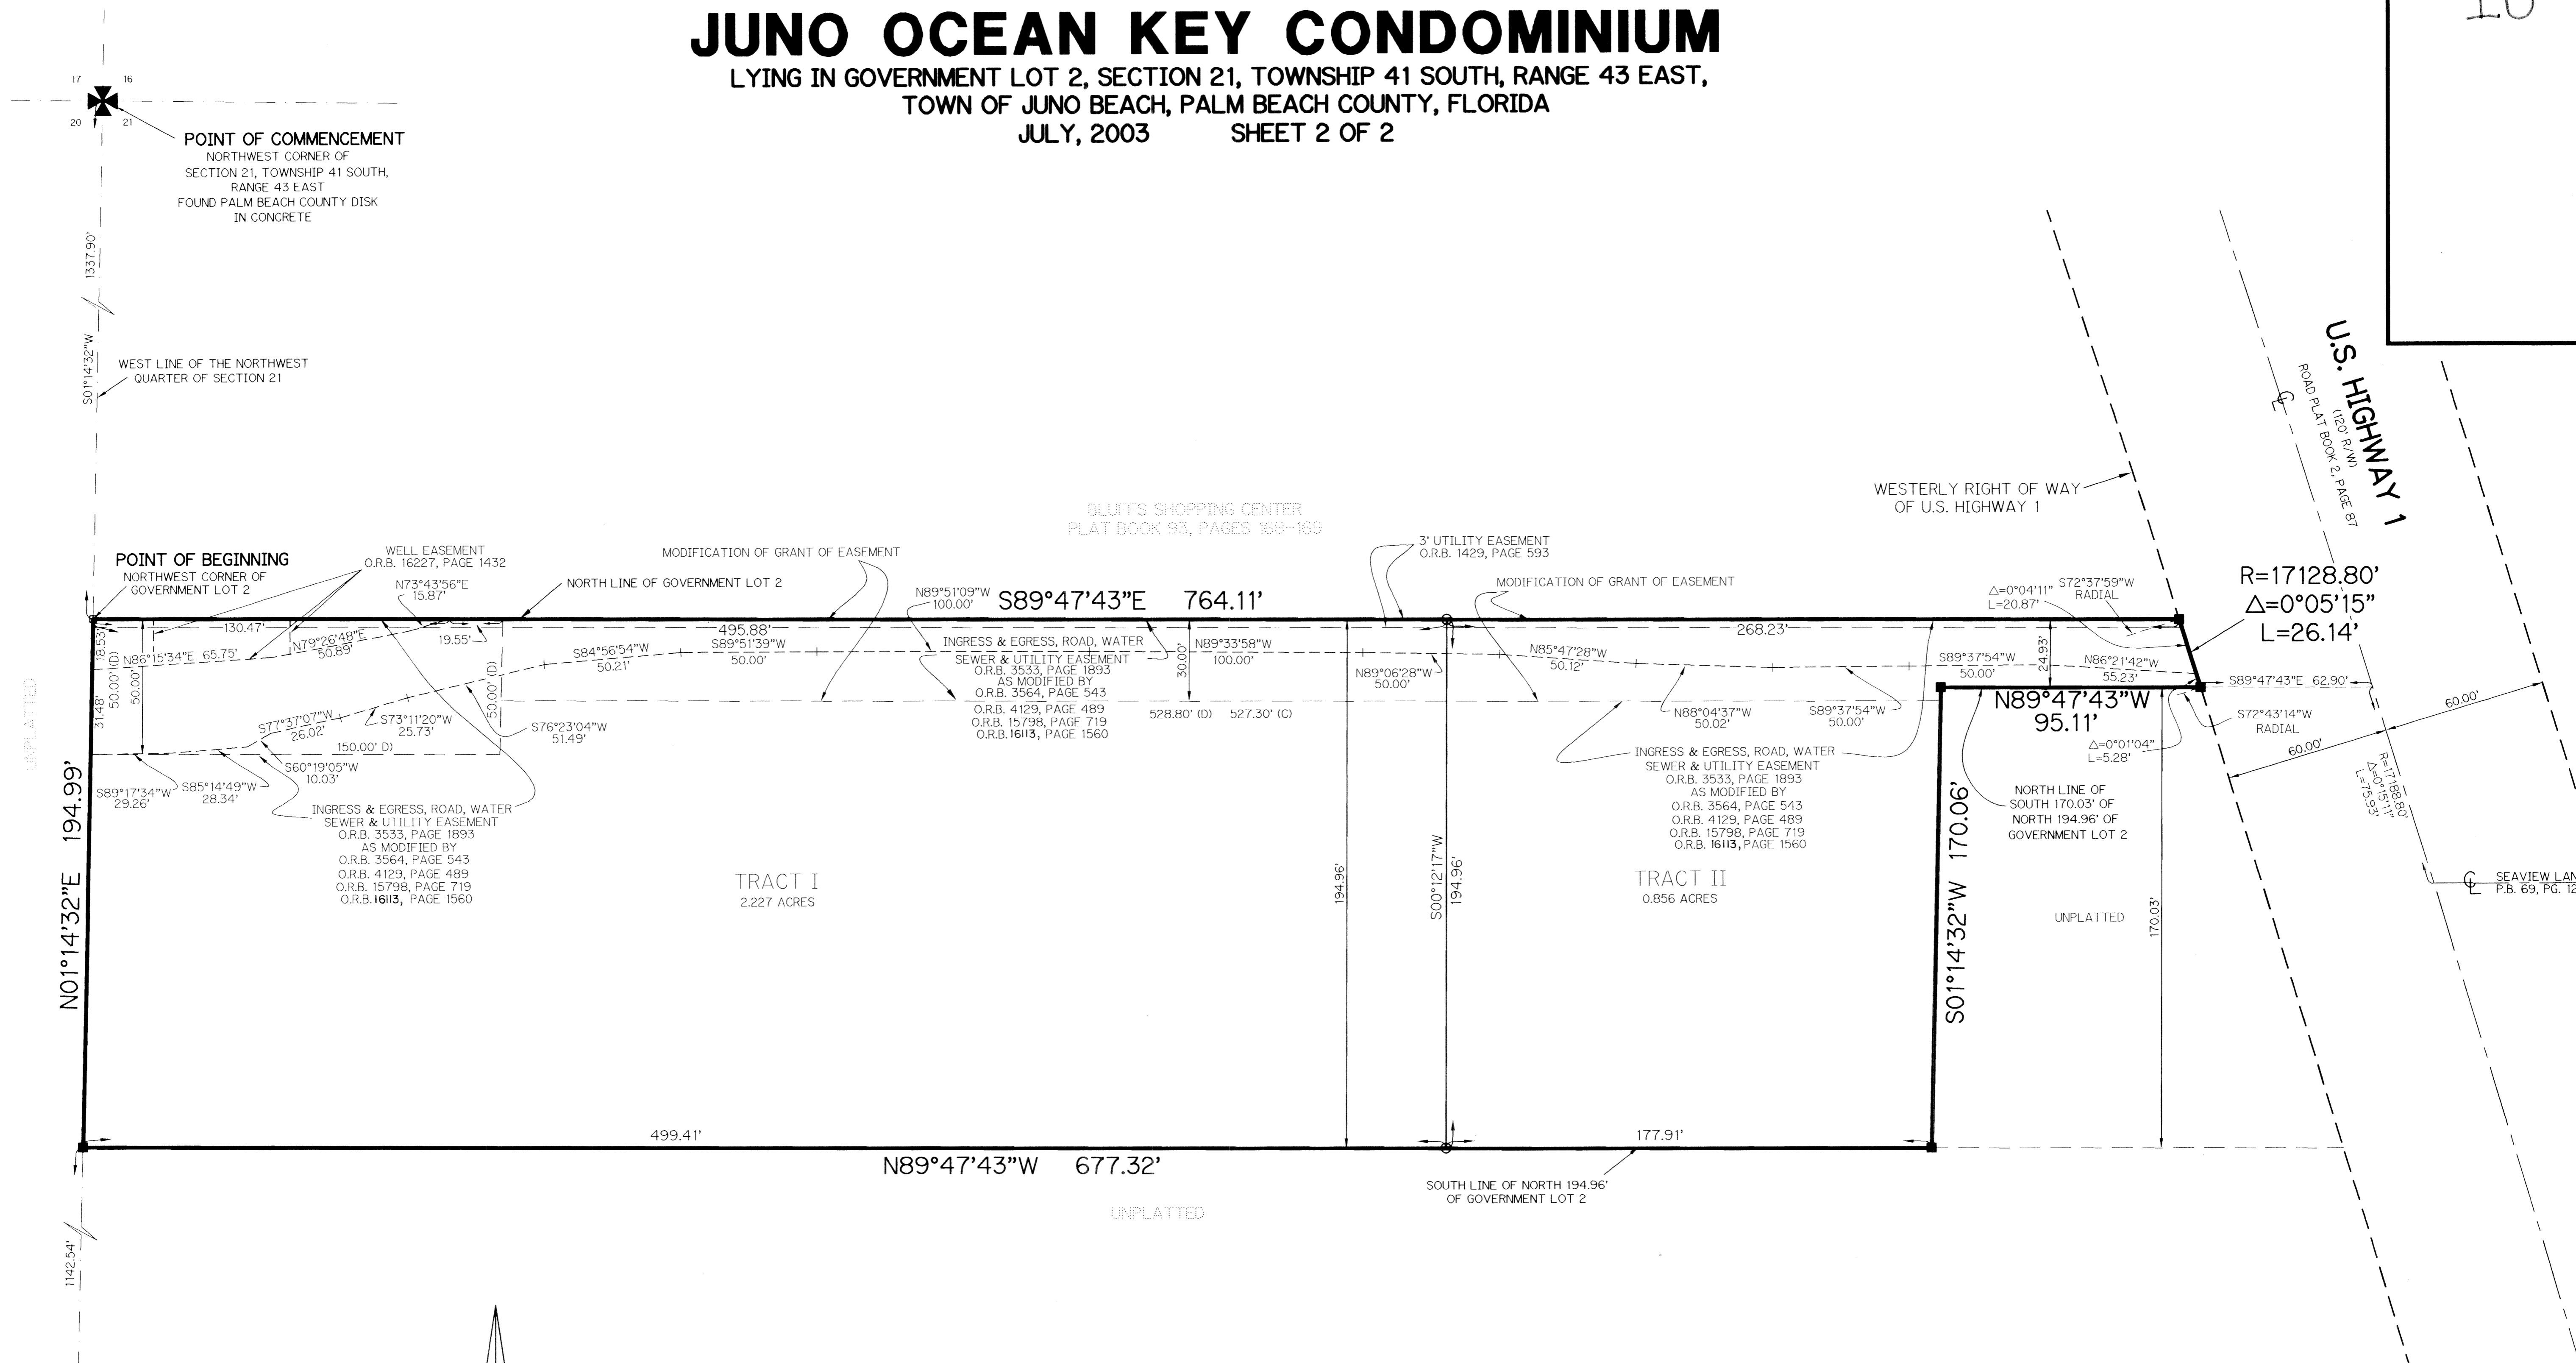 JUNO OCEAN KEY CONDOMINIUM
LYING IN GOVERNMENT LOT 2, SECTION 21, TOWNSHIP 41 SOUTH, RANGE 43 EAST,
TOWN OF JUNO BEACH, PALM BEACH COUNTY, FLORIDA
JULY, 2003 SHEET 2 OF 2
17 16
20 21
POINT OF COMMENCEMENT
NORTHWEST CORNER OF
SECTION 21, TOWNSHIP 41 SOUTH,
RANGE 43 EAST
FOUND PALM BEACH COUNTY DISK
IN CONCRETE
1337.90'
S01°14'32"W
WEST LINE OF THE NORTHWEST
QUARTER OF SECTION 21
U.S. HIGHWAY 1
(120' R/W)
ROAD PLAT BOOK 2, PAGE 87
WESTERLY RIGHT OF WAY
OF U.S. HIGHWAY 1
BLUFFS SHOPPING CENTER
PLAT BOOK 93, PAGES 168-169
POINT OF BEGINNING
NORTHWEST CORNER OF
GOVERNMENT LOT 2
WELL EASEMENT
O.R.B. 16227, PAGE 1432
N73°43'56"E
15.87'
NORTH LINE OF GOVERNMENT LOT 2
MODIFICATION OF GRANT OF EASEMENT
N89°51'09"W
100.00'
S89°47'43"E 764.11'
3' UTILITY EASEMENT
O.R.B. 1429, PAGE 593
MODIFICATION OF GRANT OF EASEMENT
△=0°04'11"
L=20.87'
S72°37'59"W
RADIAL
R=17128.80'
△=0°05'15"
L=26.14'
18.53'
130.47'
N79°26'48"E
50.89'
19.55'
495.88'
268.23'
N86°15'34"E 65.75'
50.00' (D)
50.00'
31.48'
50.00' (D)
S84°56'54"W
50.21'
S89°51'39"W
50.00'
INGRESS & EGRESS, ROAD, WATER
SEWER & UTILITY EASEMENT
O.R.B. 3533, PAGE 1893
AS MODIFIED BY
O.R.B. 3564, PAGE 543
O.R.B. 4129, PAGE 489
O.R.B. 15798, PAGE 719
O.R.B. 16113, PAGE 1560
30.00'
N89°33'58"W
100.00'
N89°06'28"W
50.00'
N85°47'28"W
50.12'
S89°37'54"W
50.00'
24.93'
N86°21'42"W
55.23'
S89°47'43"E 62.90'
528.80' (D) 527.30' (C)
N88°04'37"W
50.02'
S89°37'54"W
50.00'
N89°47'43"W
95.11'
S72°43'14"W
RADIAL
△=0°01'04"
L=5.28'
60.00'
60.00'
R=17188.80'
△=0°15'11"
L=75.93'
S77°37'07"W
26.02'
S73°11'20"W
25.73'
S76°23'04"W
51.49'
150.00' D)
S60°19'05"W
10.03'
S89°17'34"W
29.26'
S85°14'49"W
28.34'
INGRESS & EGRESS, ROAD, WATER
SEWER & UTILITY EASEMENT
O.R.B. 3533, PAGE 1893
AS MODIFIED BY
O.R.B. 3564, PAGE 543
O.R.B. 4129, PAGE 489
O.R.B. 15798, PAGE 719
O.R.B. 16113, PAGE 1560
INGRESS & EGRESS, ROAD, WATER
SEWER & UTILITY EASEMENT
O.R.B. 3533, PAGE 1893
AS MODIFIED BY
O.R.B. 3564, PAGE 543
O.R.B. 4129, PAGE 489
O.R.B. 15798, PAGE 719
O.R.B. 16113, PAGE 1560
NORTH LINE OF
SOUTH 170.03' OF
NORTH 194.96' OF
GOVERNMENT LOT 2
UNPLATTED
N01°14'32"E 194.99'
TRACT I
2.227 ACRES
194.96'
S00°12'17"W
194.96'
TRACT II
0.856 ACRES
S01°14'32"W 170.06'
UNPLATTED
170.03'
℄ SEAVIEW LAN
P.B. 69, PG. 12
499.41'
177.91'
N89°47'43"W 677.32'
SOUTH LINE OF NORTH 194.96'
OF GOVERNMENT LOT 2
UNPLATTED
1142.54'